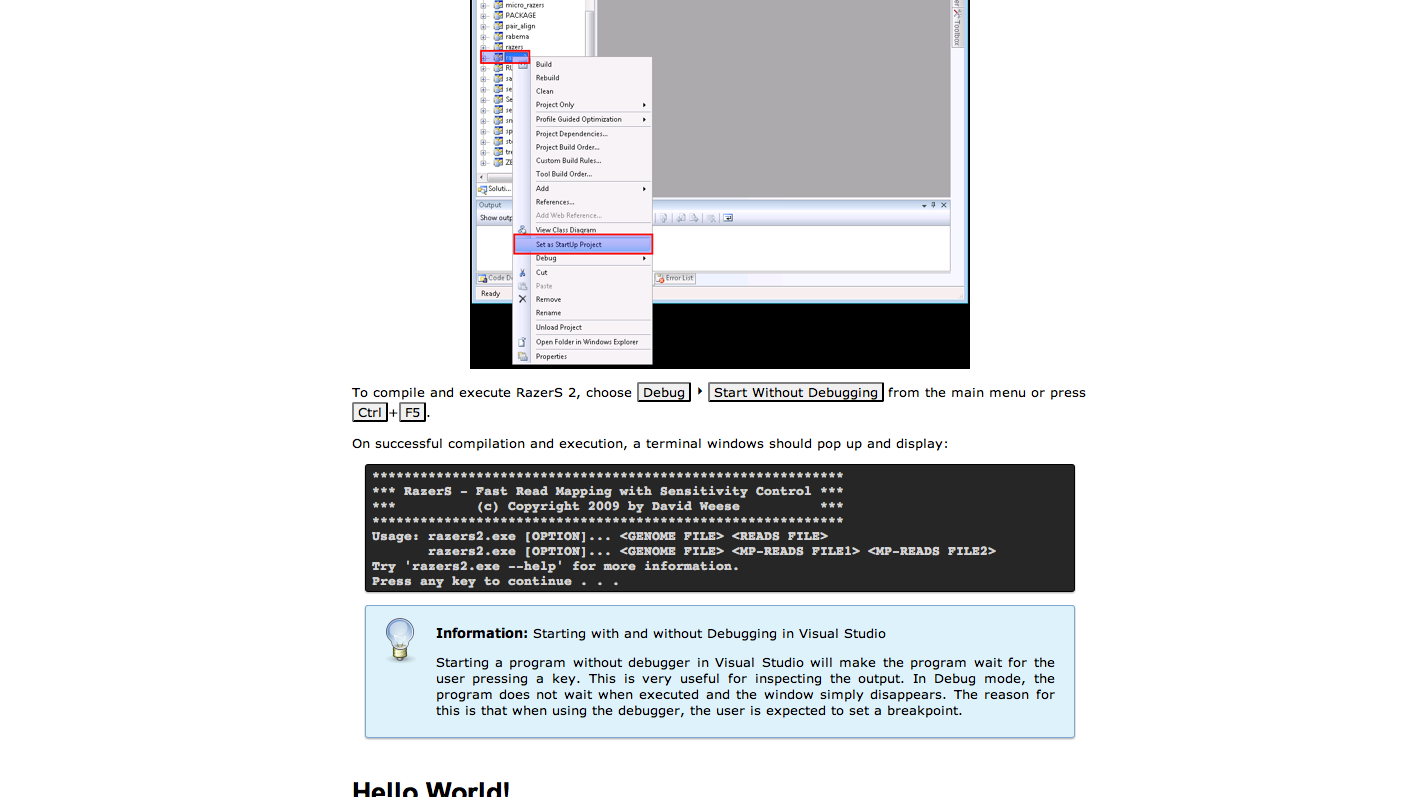 micro_razers
PACKAGE
pair_align
rabema
razers
Toolbox
Build
Rebuild
Clean
Project Only
Profile Guided Optimization
Project Dependencies...
Project Build Order...
Custom Build Rules...
Tool Build Order...
Soluti...
Add
Output
References...
Show outp
Add Web Reference...
View Class Diagram
Set as StartUp Project
Debug
Cut
Code De
Error List
Paste
Ready
Remove
Rename
Unload Project
Open Folder in Windows Explorer
Properties
To compile and execute RazerS 2, choose Debug ▸ Start Without Debugging from the main menu or press
Ctrl+F5.
On successful compilation and execution, a terminal windows should pop up and display:
***********************************************************
*** RazerS - Fast Read Mapping with Sensitivity Control ***
***          (c) Copyright 2009 by David Weese          ***
***********************************************************
Usage: razers2.exe [OPTION]... <GENOME FILE> <READS FILE>
       razers2.exe [OPTION]... <GENOME FILE> <MP-READS FILE1> <MP-READS FILE2>
Try 'razers2.exe --help' for more information.
Press any key to continue . . .
Information: Starting with and without Debugging in Visual Studio
Starting a program without debugger in Visual Studio will make the program wait for the
user pressing a key. This is very useful for inspecting the output. In Debug mode, the
program does not wait when executed and the window simply disappears. The reason for
this is that when using the debugger, the user is expected to set a breakpoint.
Hello World!